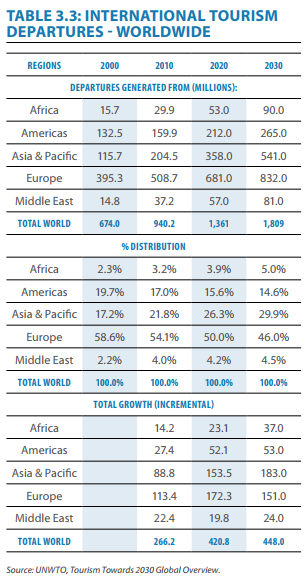 TABLE 3.3: INTERNATIONAL TOURISM
DEPARTURES - WORLDWIDE
REGIONS 2000 2010 2020 2030
DEPARTURES GENERATED FROM (MILLIONS):
Africa 15.7 29.9 53.0 90.0
Americas 132.5 159.9 212.0 265.0
Asia & Pacific 115.7 204.5 358.0 541.0
Europe 395.3 508.7 681.0 832.0
Middle East 14.8 37.2 57.0 81.0
TOTAL WORLD 674.0 940.2 1,361 1,809
% DISTRIBUTION
Africa 2.3% 3.2% 3.9% 5.0%
Americas 19.7% 17.0% 15.6% 14.6%
Asia & Pacific 17.2% 21.8% 26.3% 29.9%
Europe 58.6% 54.1% 50.0% 46.0%
Middle East 2.2% 4.0% 4.2% 4.5%
TOTAL WORLD 100.0% 100.0% 100.0% 100.0%
TOTAL GROWTH (INCREMENTAL)
Africa 14.2 23.1 37.0
Americas 27.4 52.1 53.0
Asia & Pacific 88.8 153.5 183.0
Europe 113.4 172.3 151.0
Middle East 22.4 19.8 24.0
TOTAL WORLD 266.2 420.8 448.0
Source: UNWTO, Tourism Towards 2030 Global Overview.